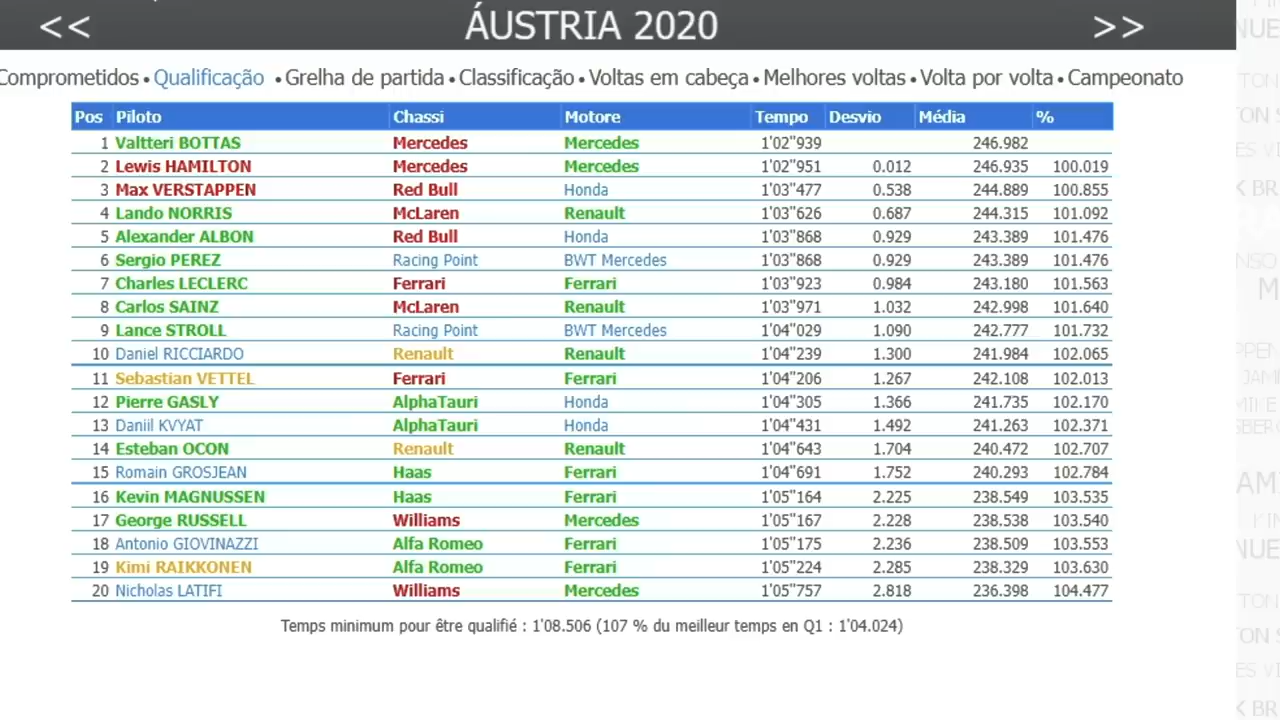 << ÁUSTRIA 2020 >>
Comprometidos • Qualificação • Grelha de partida • Classificação • Voltas em cabeça • Melhores voltas • Volta por volta • Campeonato
Pos Piloto Chassi Motore Tempo Desvio Média %
1 Valtteri BOTTAS Mercedes Mercedes 1'02"939 246.982
2 Lewis HAMILTON Mercedes Mercedes 1'02"951 0.012 246.935 100.019
3 Max VERSTAPPEN Red Bull Honda 1'03"477 0.538 244.889 100.855
4 Lando NORRIS McLaren Renault 1'03"626 0.687 244.315 101.092
5 Alexander ALBON Red Bull Honda 1'03"868 0.929 243.389 101.476
6 Sergio PEREZ Racing Point BWT Mercedes 1'03"868 0.929 243.389 101.476
7 Charles LECLERC Ferrari Ferrari 1'03"923 0.984 243.180 101.563
8 Carlos SAINZ McLaren Renault 1'03"971 1.032 242.998 101.640
9 Lance STROLL Racing Point BWT Mercedes 1'04"029 1.090 242.777 101.732
10 Daniel RICCIARDO Renault Renault 1'04"239 1.300 241.984 102.065
11 Sebastian VETTEL Ferrari Ferrari 1'04"206 1.267 242.108 102.013
12 Pierre GASLY AlphaTauri Honda 1'04"305 1.366 241.735 102.170
13 Daniil KVYAT AlphaTauri Honda 1'04"431 1.492 241.263 102.371
14 Esteban OCON Renault Renault 1'04"643 1.704 240.472 102.707
15 Romain GROSJEAN Haas Ferrari 1'04"691 1.752 240.293 102.784
16 Kevin MAGNUSSEN Haas Ferrari 1'05"164 2.225 238.549 103.535
17 George RUSSELL Williams Mercedes 1'05"167 2.228 238.538 103.540
18 Antonio GIOVINAZZI Alfa Romeo Ferrari 1'05"175 2.236 238.509 103.553
19 Kimi RAIKKONEN Alfa Romeo Ferrari 1'05"224 2.285 238.329 103.630
20 Nicholas LATIFI Williams Mercedes 1'05"757 2.818 236.398 104.477
Temps minimum pour être qualifié : 1'08.506 (107 % du meilleur temps en Q1 : 1'04.024)